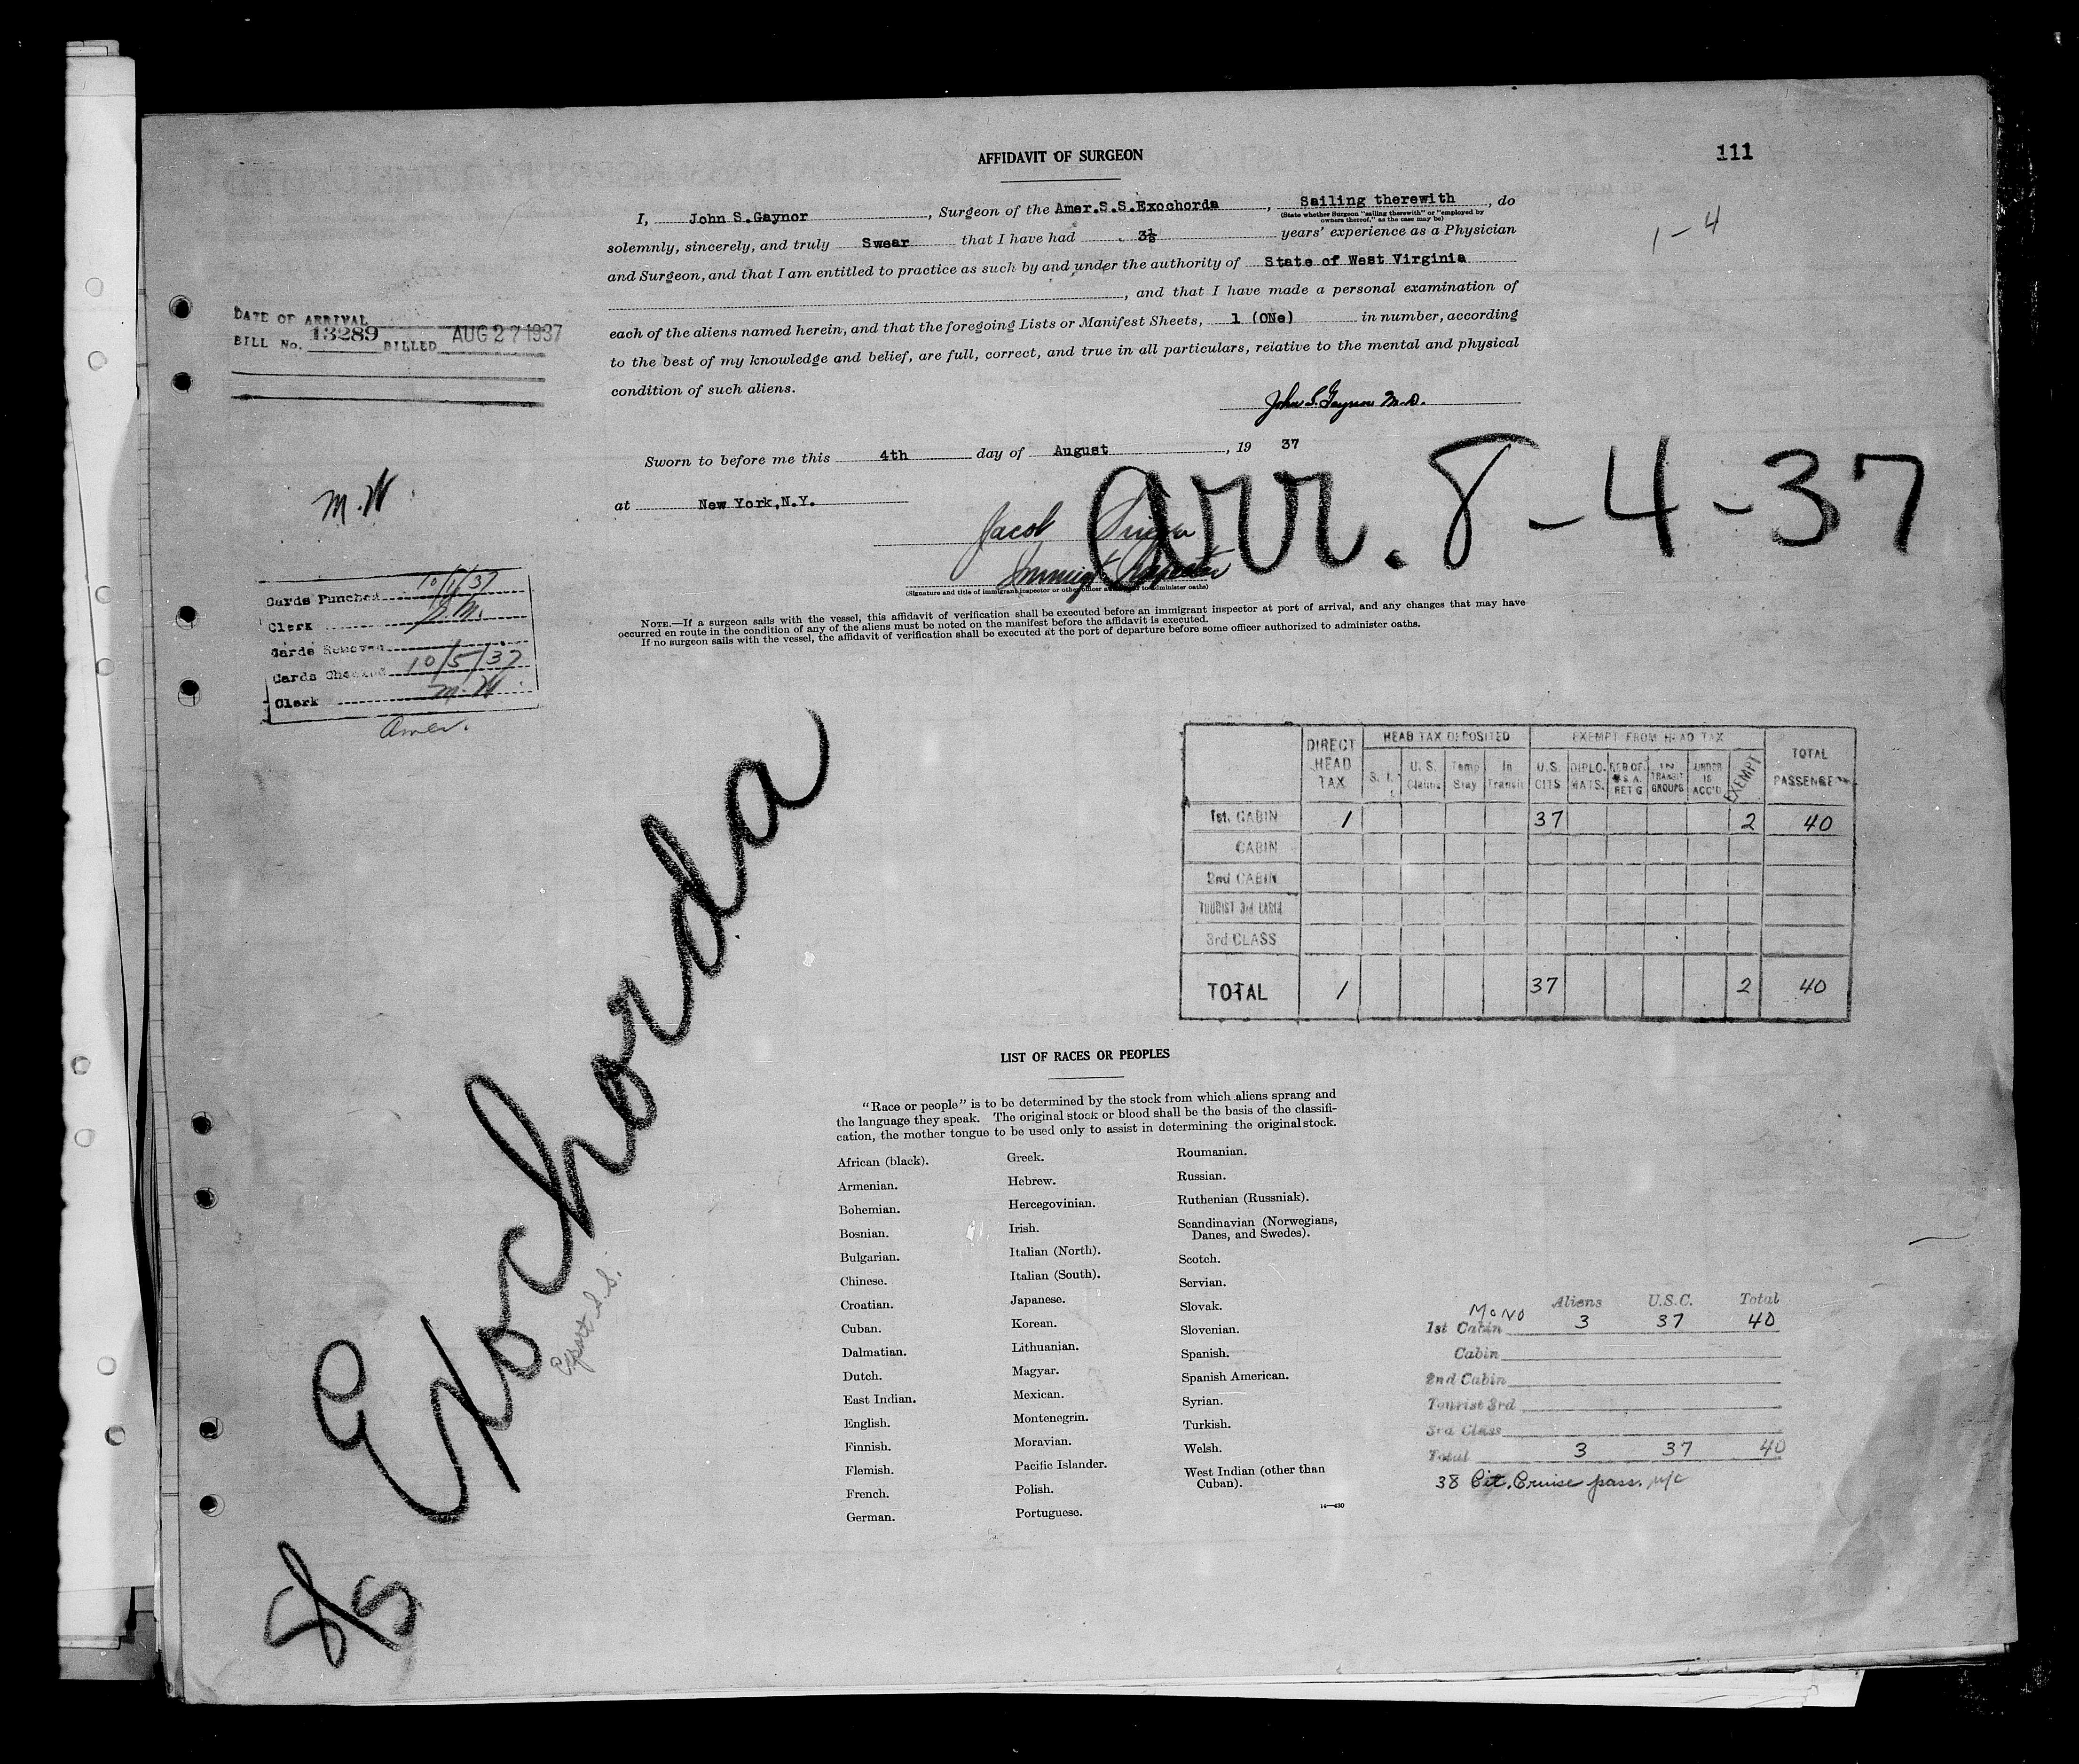 AFFIDAVIT OF SURGEON
111
I, John S.Gaynor, Surgeon of the Amer.S.S.Exochorda, Sailing therewith, do
(State whether Surgeon "sailing therewith" or "employed by
owners thereof," as the case may be)
1-4
solemnly, sincerely, and truly Swear that I have had 3½ years' experience as a Physician
and Surgeon, and that I am entitled to practice as such by and under the authority of State of West Virginia
, and that I have made a personal examination of
each of the aliens named herein, and that the foregoing Lists or Manifest Sheets, 1 (ONe) in number, according
to the best of my knowledge and belief, are full, correct, and true in all particulars, relative to the mental and physical
condition of such aliens.
John S. Gaynor M.D.
DATE OF ARRIVAL
BILL No. 13289 BILLED AUG 27 1937
Sworn to before me this 4th day of August, 19 37
at New York,N.Y.
arr. 8-4-37
Jacob
Immigt Inspector
(Signature and title of immigrant inspector or other officer authorized to administer oaths)
NOTE.—If a surgeon sails with the vessel, this affidavit of verification shall be executed before an immigrant inspector at port of arrival, and any changes that may have
occurred en route in the condition of any of the aliens must be noted on the manifest before the affidavit is executed.
If no surgeon sails with the vessel, the affidavit of verification shall be executed at the port of departure before some officer authorized to administer oaths.
M.W.
Cards Punched 10/1/37
Clerk
Cards Removed
Cards Checked 10/5/37
Clerk M.W.
Amer.
S/S Exochorda
Export S.S.
DIRECT HEAD TAX
HEAD TAX DEPOSITED
EXEMPT FROM HEAD TAX
TOTAL PASSENGE
S. I. U. S. Claims Temp Stay In Transit U.S. CITS DIPLO. MATS. RES OF U.S.A. RET'G IN TRANSIT GROUPS UNDER 16 ACC'D EXEMPT
1st. CABIN 1 37 2 40
CABIN
2nd CABIN
TOURIST 3rd CABIN
3rd CLASS
TOTAL 1 37 2 40
LIST OF RACES OR PEOPLES
"Race or people" is to be determined by the stock from which aliens sprang and
the language they speak. The original stock or blood shall be the basis of the classifi-
cation, the mother tongue to be used only to assist in determining the original stock.
African (black).
Armenian.
Bohemian.
Bosnian.
Bulgarian.
Chinese.
Croatian.
Cuban.
Dalmatian.
Dutch.
East Indian.
English.
Finnish.
Flemish.
French.
German.
Greek.
Hebrew.
Hercegovinian.
Irish.
Italian (North).
Italian (South).
Japanese.
Korean.
Lithuanian.
Magyar.
Mexican.
Montenegrin.
Moravian.
Pacific Islander.
Polish.
Portuguese.
Roumanian.
Russian.
Ruthenian (Russniak).
Scandinavian (Norwegians,
Danes, and Swedes).
Scotch.
Servian.
Slovak.
Slovenian.
Spanish.
Spanish American.
Syrian.
Turkish.
Welsh.
West Indian (other than
Cuban).
14—430
Aliens U.S.C. Total
MONO
1st Cabin 3 37 40
Cabin
2nd Cabin
Tourist 3rd
3rd Class
Total 3 37 40
38 Cit. Cruise pass.